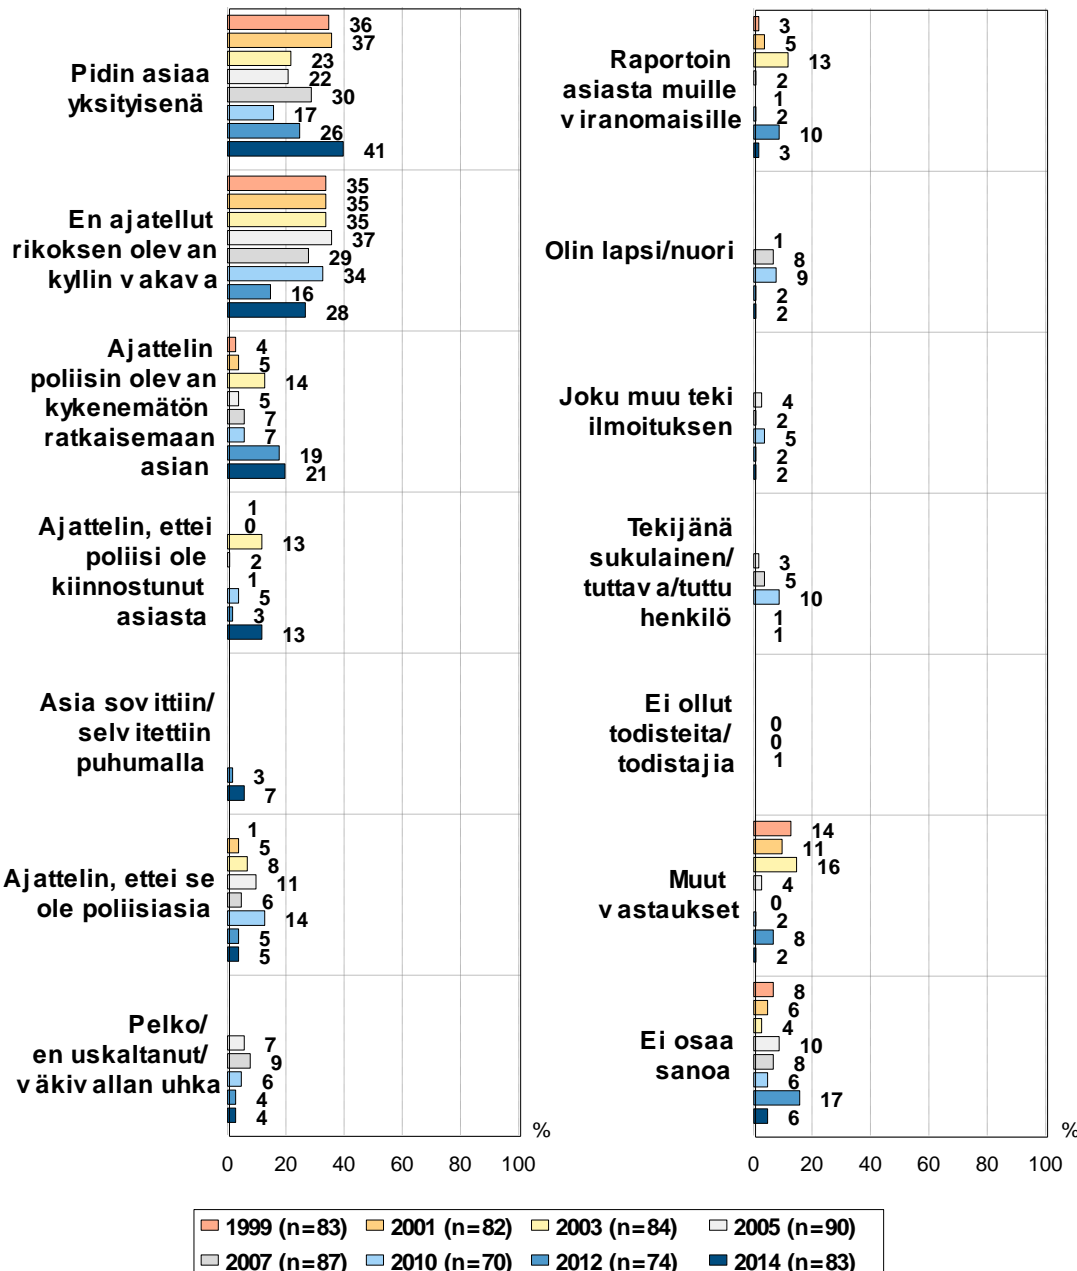 Pidin asiaa
yksityisenä
36
37
23
22
30
17
26
41
En ajatellut
rikoksen olevan
kyllin vakava
35
35
35
37
29
34
16
28
Ajattelin
poliisin olevan
kykenemätön
ratkaisemaan
asian
4
5
14
5
7
7
19
21
Ajattelin, ettei
poliisi ole
kiinnostunut
asiasta
1
0
13
2
1
5
3
13
Asia sovittiin/
selvitettiin
puhumalla
3
7
Ajattelin, ettei se
ole poliisiasia
1
5
8
11
6
14
5
5
Pelko/
en uskaltanut/
väkivallan uhka
7
9
6
4
4
%
0 20 40 60 80 100
Raportoin
asiasta muille
viranomaisille
3
5
13
2
1
2
10
3
Olin lapsi/nuori
1
8
9
2
2
Joku muu teki
ilmoituksen
4
2
5
2
2
Tekijänä
sukulainen/
tuttava/tuttu
henkilö
3
5
10
1
1
Ei ollut
todisteita/
todistajia
0
0
1
Muut
vastaukset
14
11
16
4
0
2
8
2
Ei osaa
sanoa
8
6
4
10
8
6
17
6
%
0 20 40 60 80 100
1999 (n=83) 2001 (n=82) 2003 (n=84) 2005 (n=90)
2007 (n=87) 2010 (n=70) 2012 (n=74) 2014 (n=83)